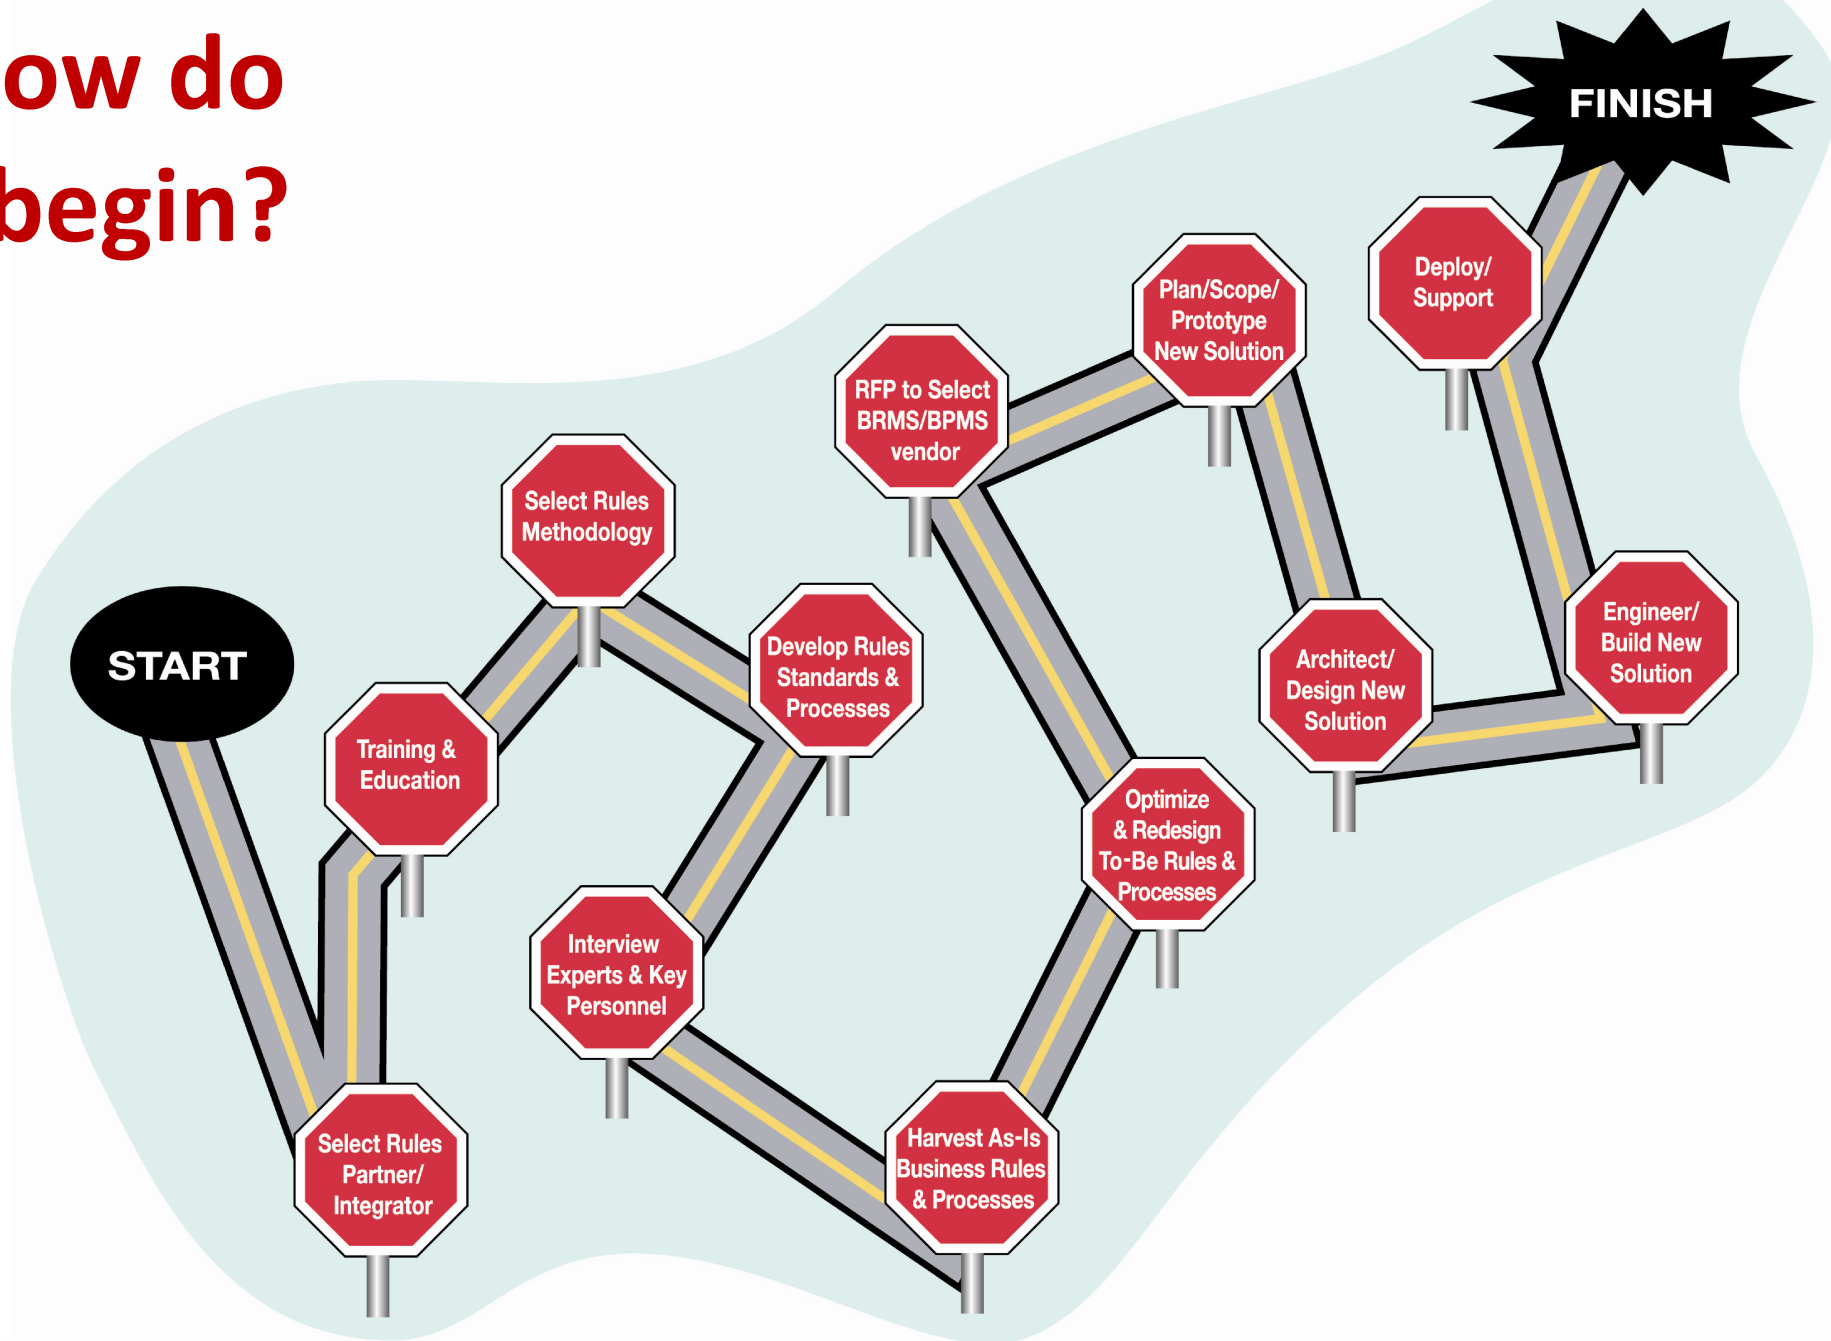 ow do
begin?
START
Select Rules
Partner/
Integrator
Training &
Education
Select Rules
Methodology
Develop Rules
Standards &
Processes
Interview
Experts & Key
Personnel
Harvest As-Is
Business Rules
& Processes
Optimize
& Redesign
To-Be Rules &
Processes
RFP to Select
BRMS/BPMS
vendor
Plan/Scope/
Prototype
New Solution
Architect/
Design New
Solution
Engineer/
Build New
Solution
Deploy/
Support
FINISH